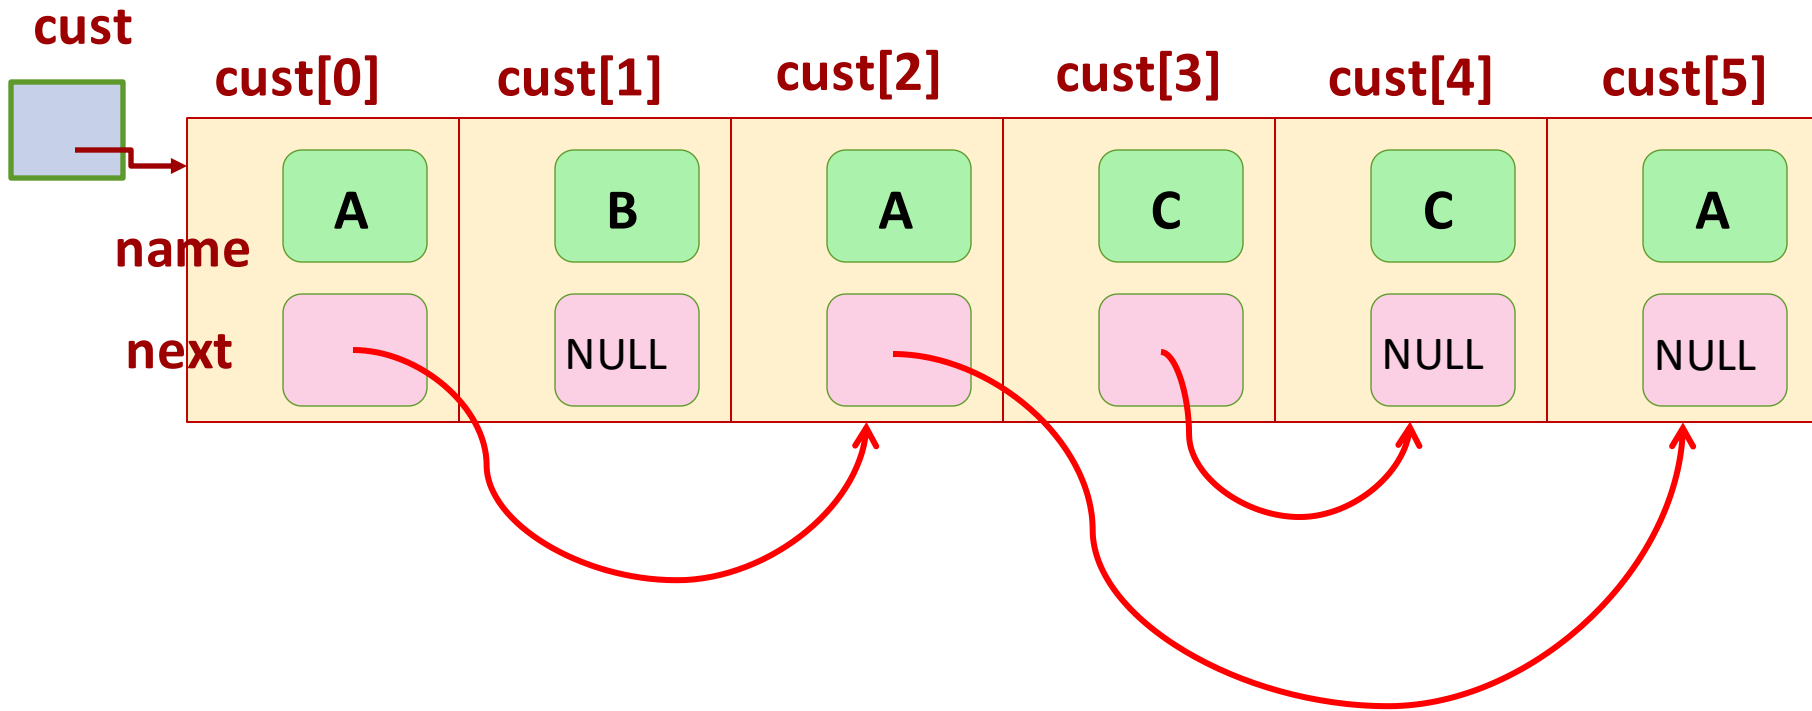 cust
cust[0] cust[1] cust[2] cust[3] cust[4] cust[5]
A B A C C A
name
next NULL NULL NULL